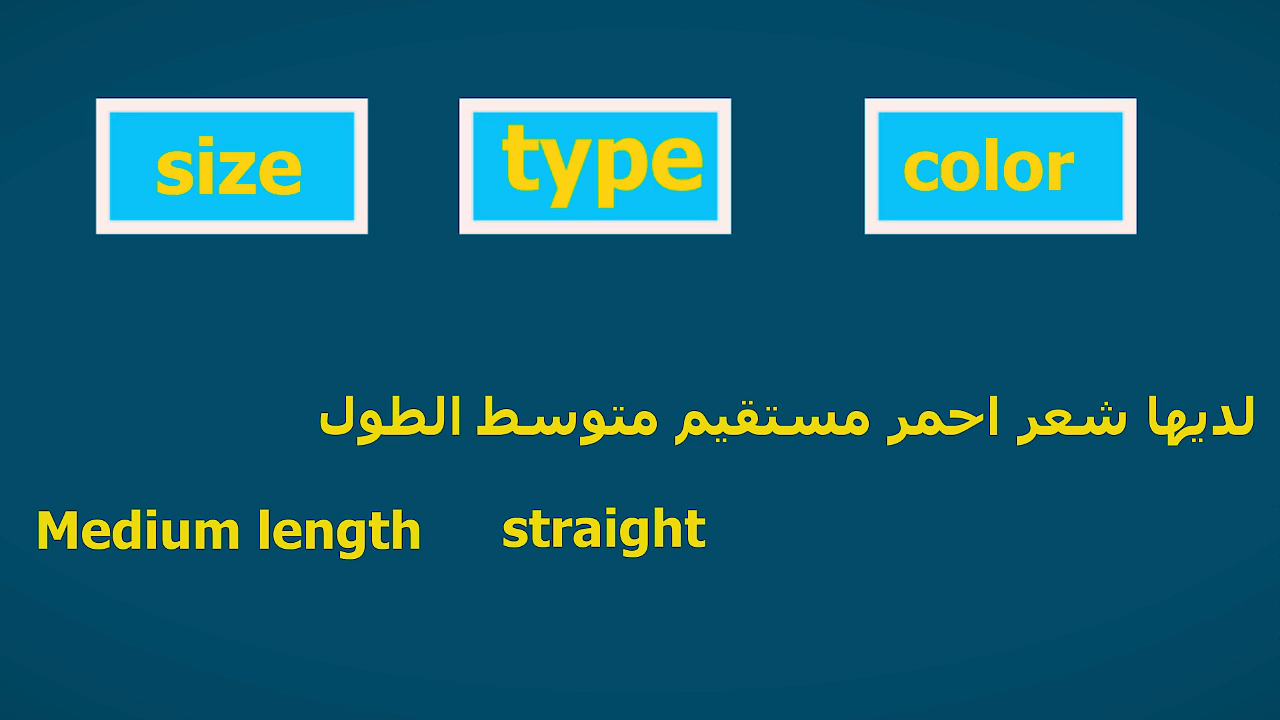 size type color
لديها شعر احمر مستقيم متوسط الطول
Medium length straight